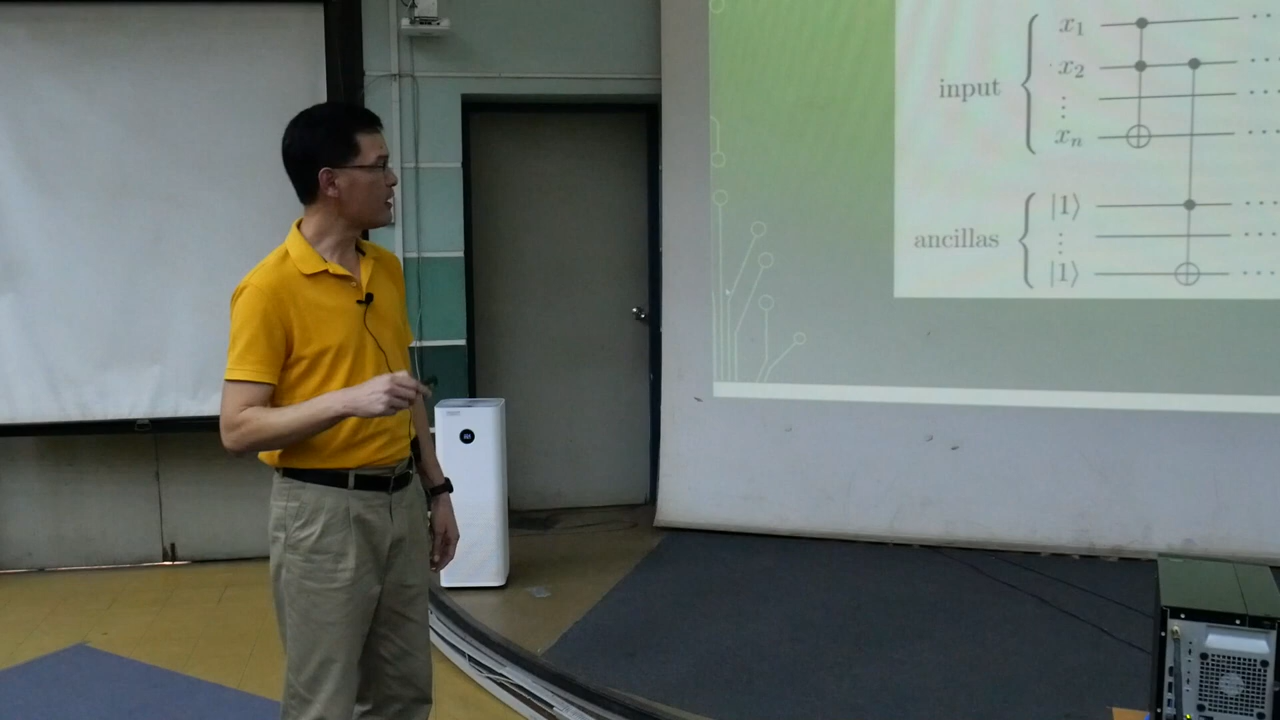 input
x₁
x₂
⋮
xₙ
ancillas
|1⟩
⋮
|1⟩